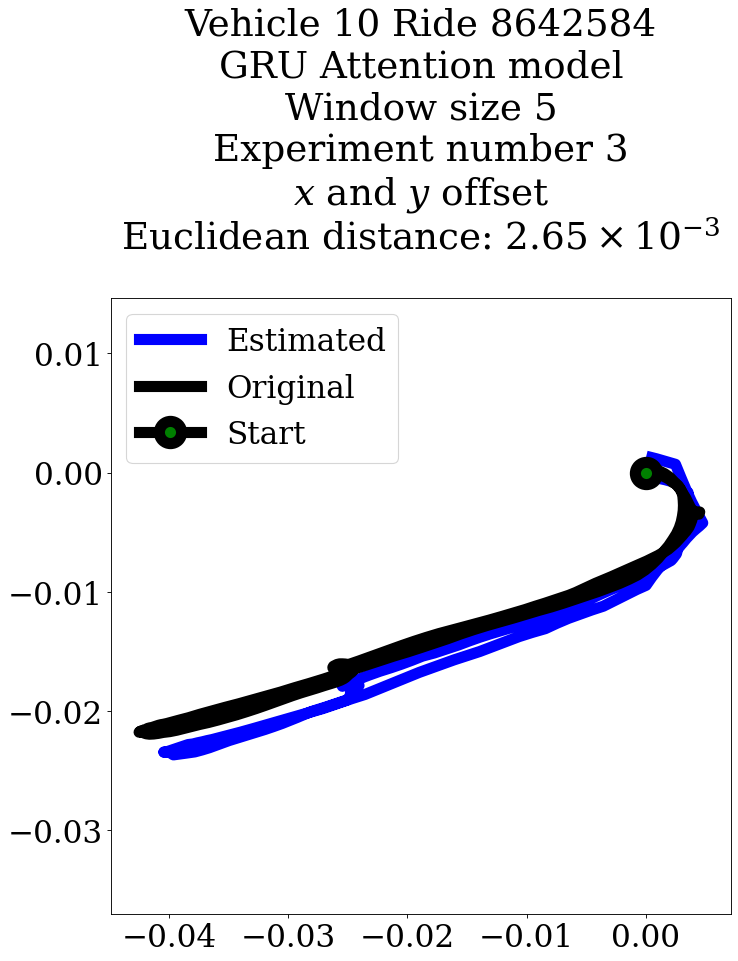 Vehicle 10 Ride 8642584
GRU Attention model
Window size 5
Experiment number 3
x and y offset
Euclidean distance: 2.65 × 10⁻³
Estimated
Original
Start
0.01
0.00
−0.01
−0.02
−0.03
−0.04 −0.03 −0.02 −0.01 0.00